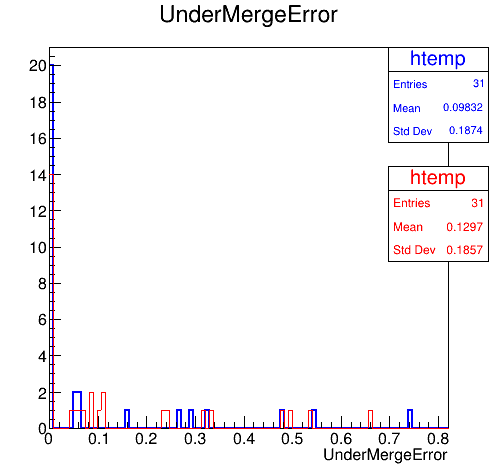 UnderMergeError
htemp
Entries 31
Mean 0.09832
Std Dev 0.1874
htemp
Entries 31
Mean 0.1297
Std Dev 0.1857
20
18
16
14
12
10
8
6
4
2
0
0 0.1 0.2 0.3 0.4 0.5 0.6 0.7 0.8
UnderMergeError